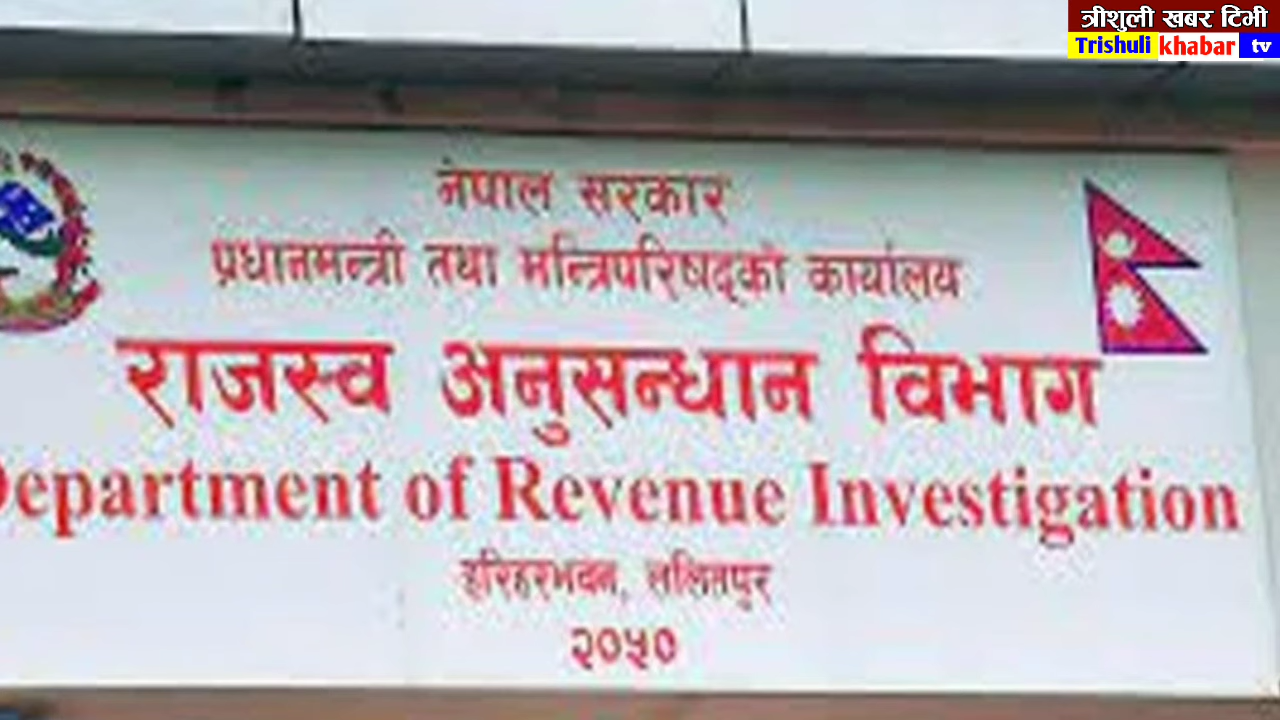 त्रीशुली खबर टिभी
Trishuli khabar tv
नेपाल सरकार
प्रधानमन्त्री तथा मन्त्रिपरिषद्को कार्यालय
राजस्व अनुसन्धान विभाग
Department of Revenue Investigation
हरिहरभवन, ललितपुर
२०५०